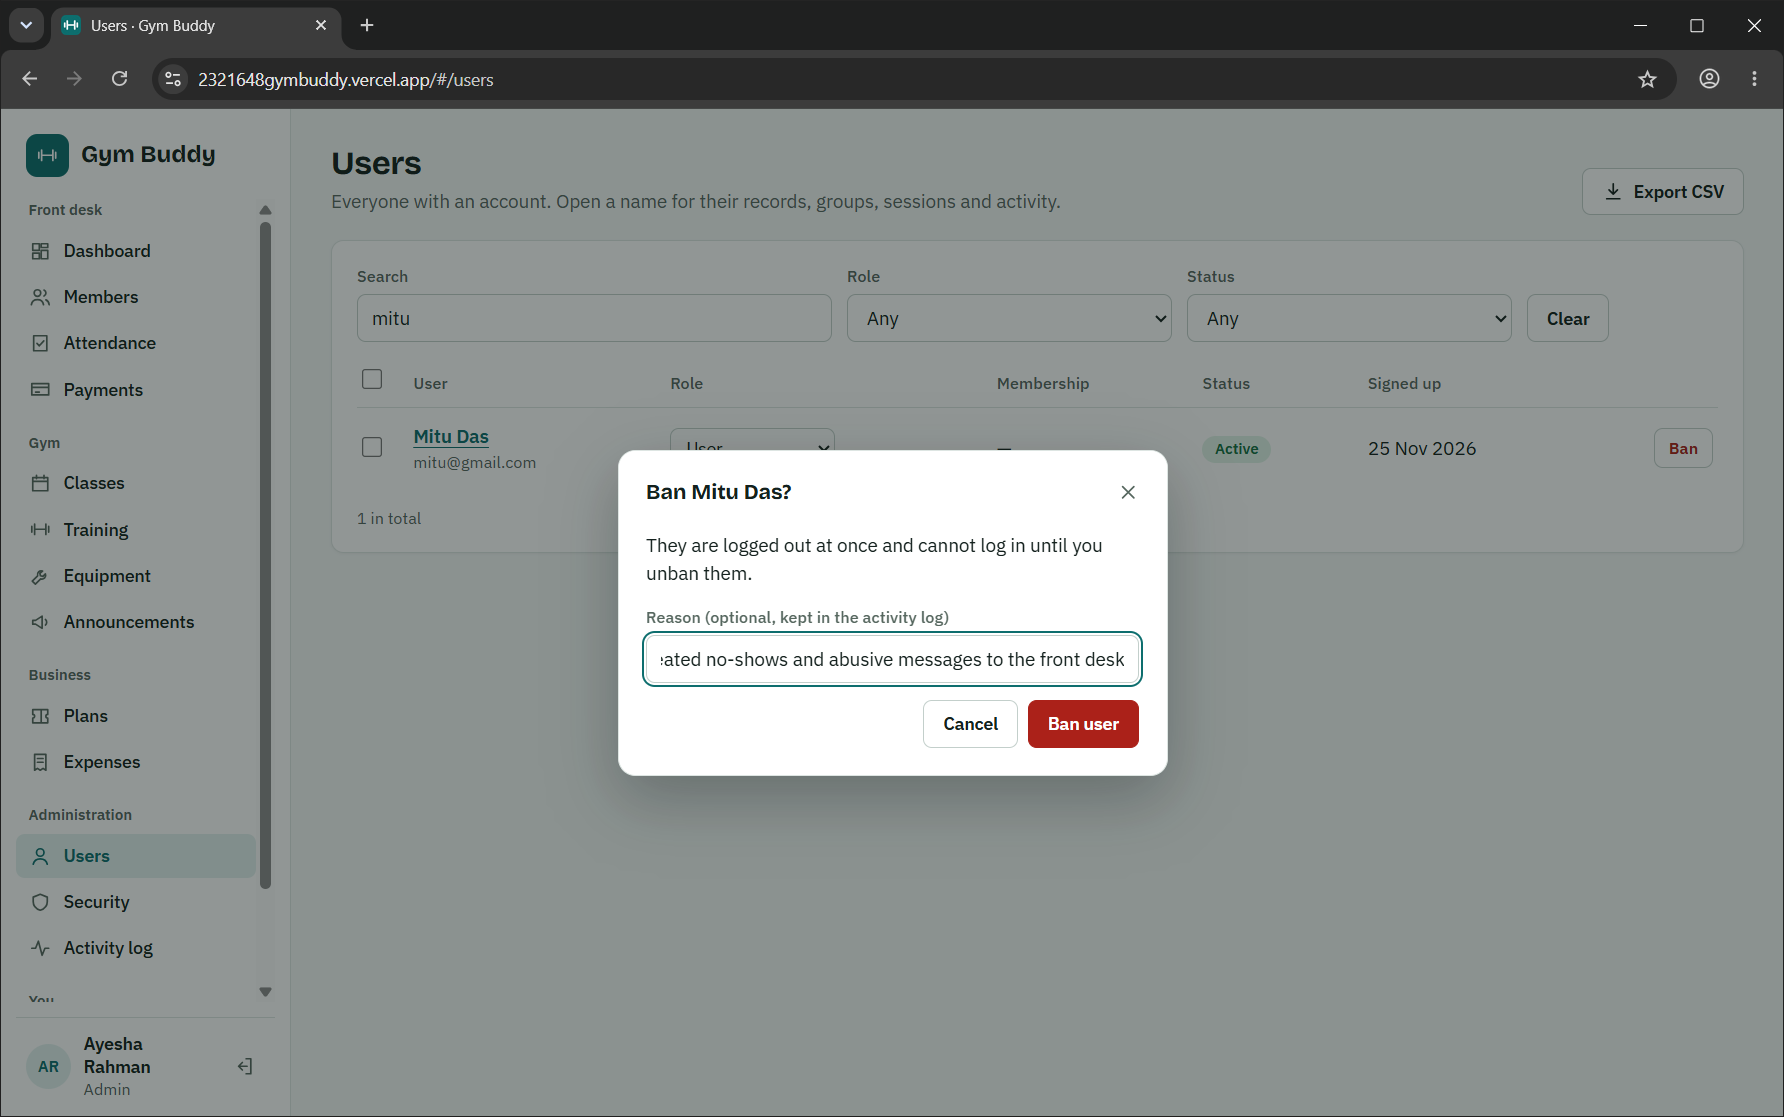 Users · Gym Buddy
2321648gymbuddy.vercel.app/#/users
Gym Buddy
Front desk
Dashboard
Members
Attendance
Payments
Gym
Classes
Training
Equipment
Announcements
Business
Plans
Expenses
Administration
Users
Security
Activity log
You
AR
Ayesha
Rahman
Admin
Users
Everyone with an account. Open a name for their records, groups, sessions and activity.
Export CSV
Search Role Status
mitu Any Any Clear
User Role Membership Status Signed up
Mitu Das User — Active 25 Nov 2026 Ban
mitu@gmail.com
1 in total
Ban Mitu Das?
They are logged out at once and cannot log in until you
unban them.
Reason (optional, kept in the activity log)
eated no-shows and abusive messages to the front desk
Cancel Ban user